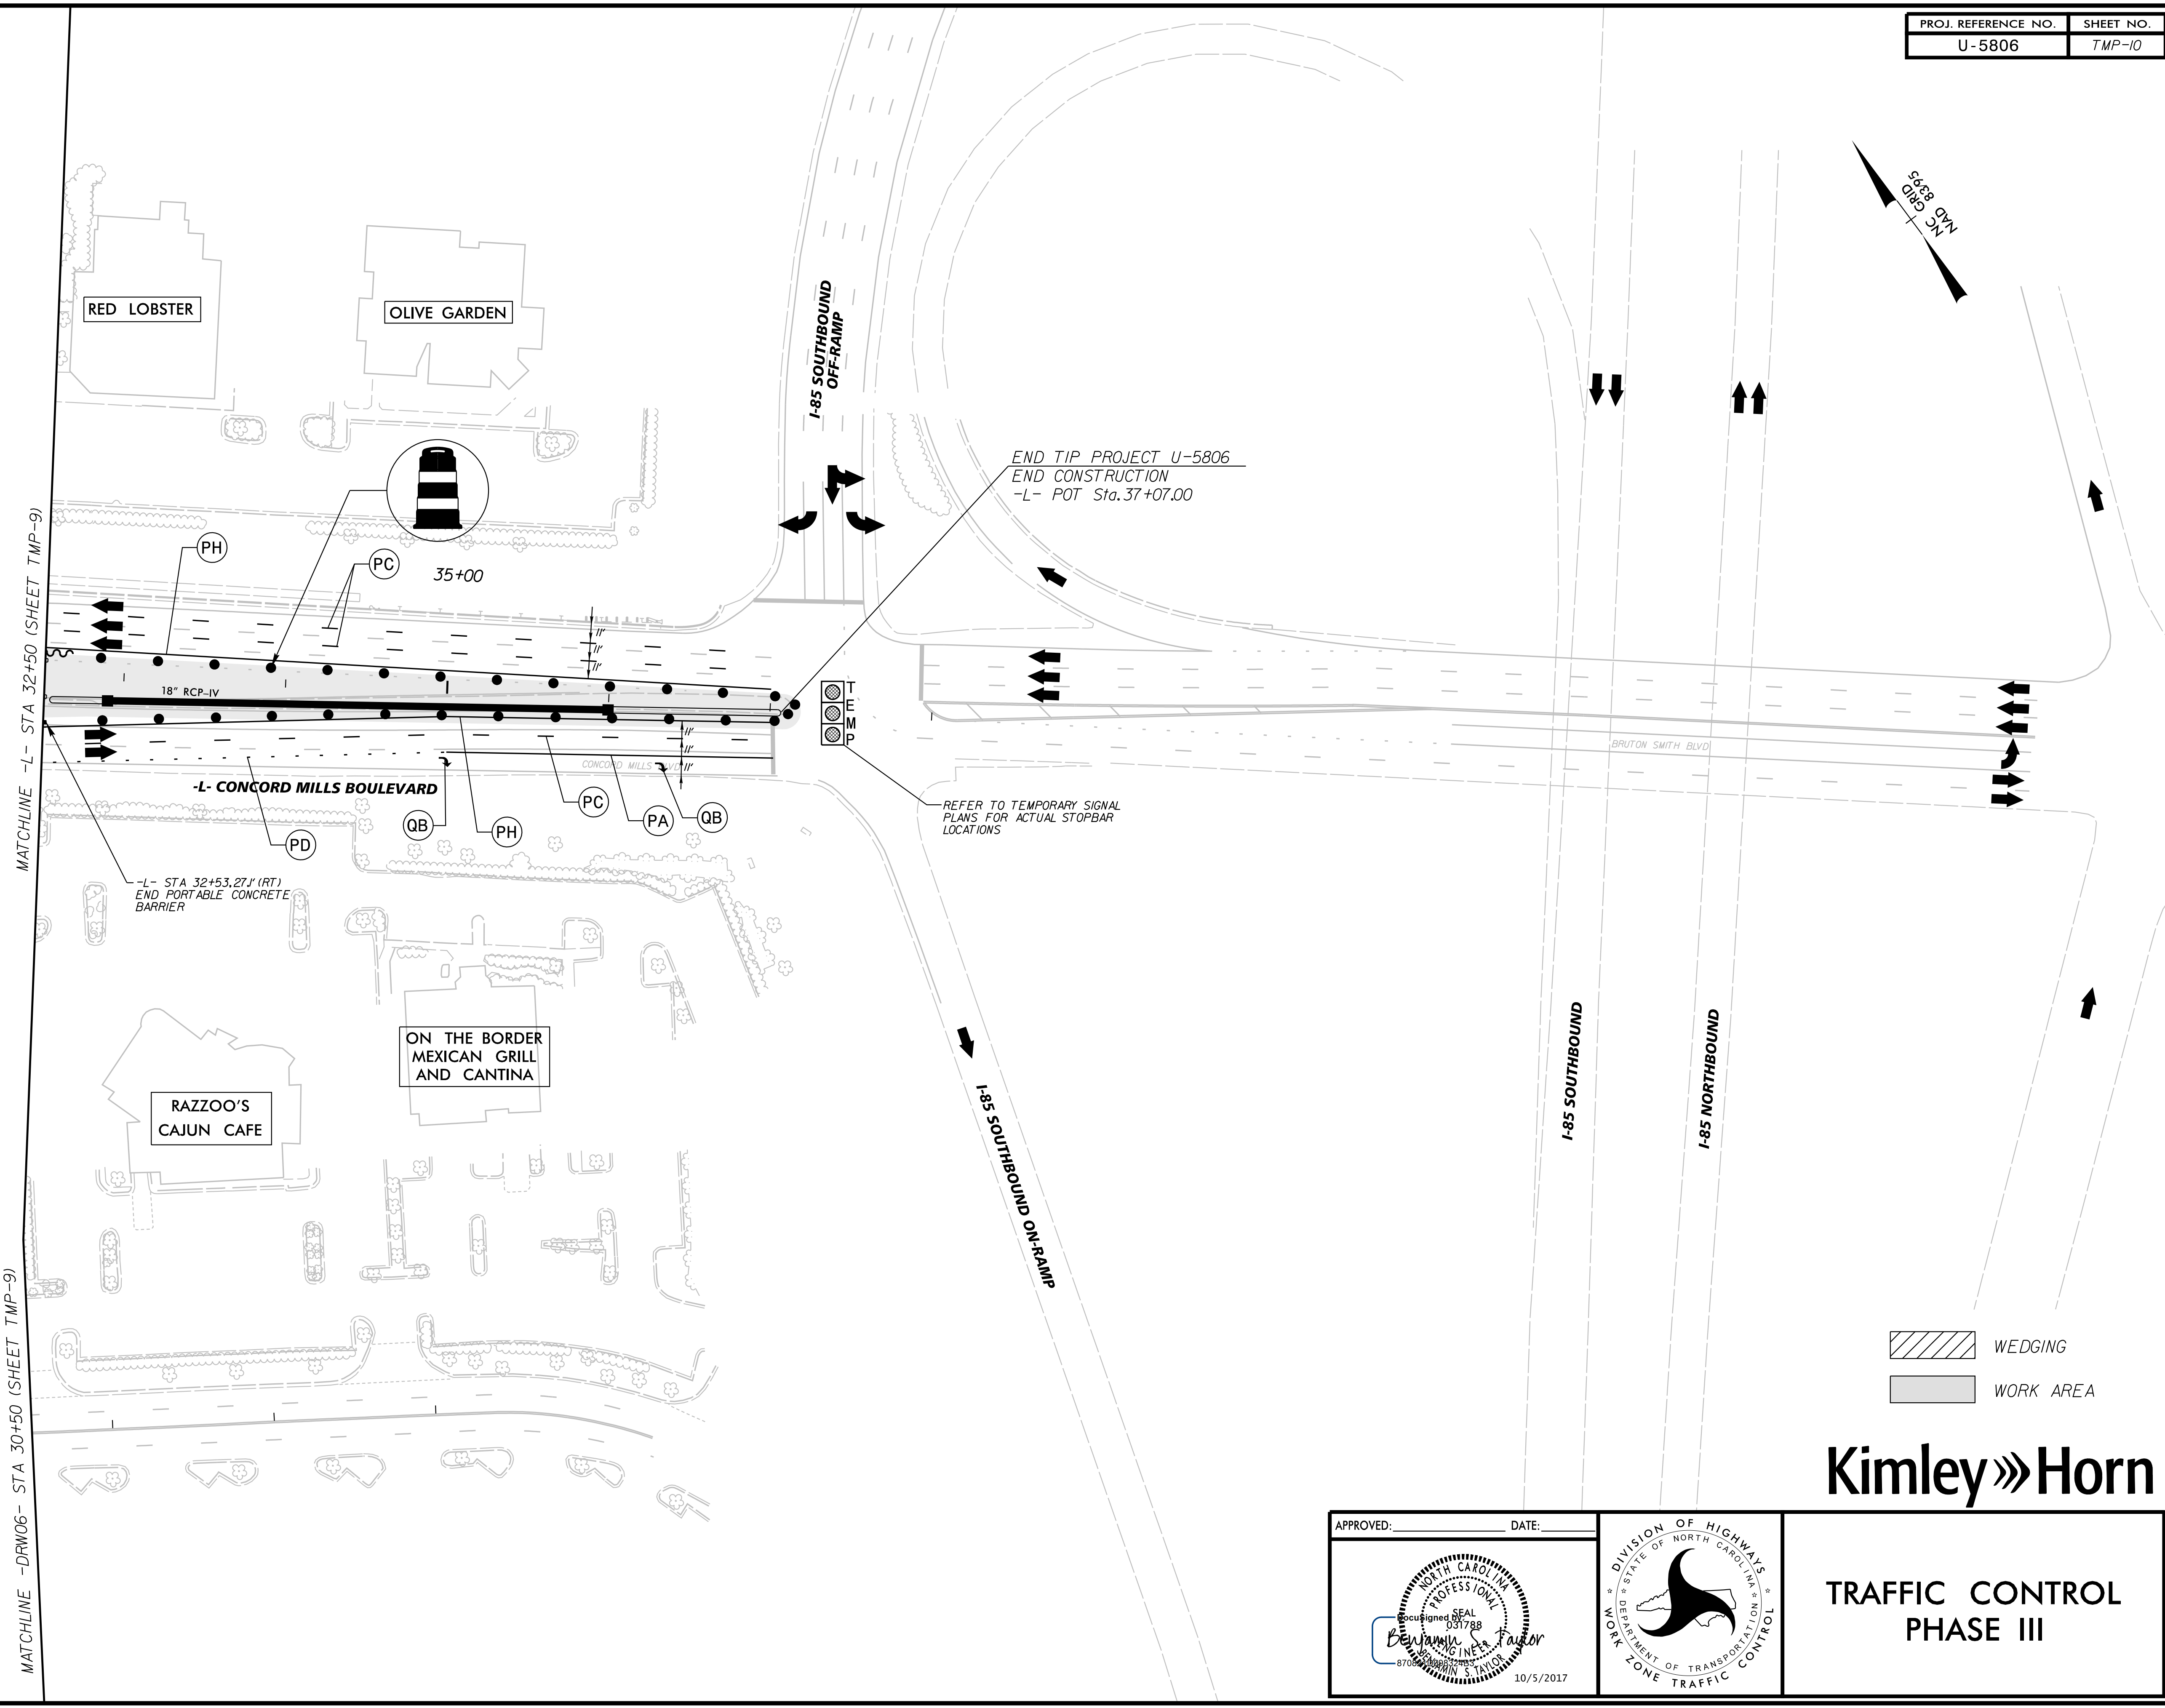 PROJ. REFERENCE NO.
SHEET NO.
U-5806
TMP-10
NC GRID
NAD 83/95
RED LOBSTER
OLIVE GARDEN
I-85 SOUTHBOUND
OFF-RAMP
END TIP PROJECT U-5806
END CONSTRUCTION
-L- POT Sta. 37+07.00
MATCHLINE -L- STA 32+50 (SHEET TMP-9)
PH
PC
35+00
11'
11'
11'
18" RCP-IV
TEMP
11'
11'
11'
BRUTON SMITH BLVD
CONCORD MILLS BLVD
-L- CONCORD MILLS BOULEVARD
QB
PH
PC
PA
QB
PD
REFER TO TEMPORARY SIGNAL
PLANS FOR ACTUAL STOPBAR
LOCATIONS
-L- STA 32+53,27.1' (RT)
END PORTABLE CONCRETE
BARRIER
ON THE BORDER
MEXICAN GRILL
AND CANTINA
RAZZOO'S
CAJUN CAFE
I-85 SOUTHBOUND ON-RAMP
I-85 SOUTHBOUND
I-85 NORTHBOUND
MATCHLINE -DRW06- STA 30+50 (SHEET TMP-9)
WEDGING
WORK AREA
Kimley»Horn
APPROVED:
DATE:
NORTH CAROLINA
PROFESSIONAL
SEAL
031788
ENGINEER
BENJAMIN S. TAYLOR
DocuSigned by:
Benjamin S. Taylor
10/5/2017
DIVISION OF HIGHWAYS
STATE OF NORTH CAROLINA
DEPARTMENT OF TRANSPORTATION
WORK ZONE TRAFFIC CONTROL
TRAFFIC CONTROL
PHASE III